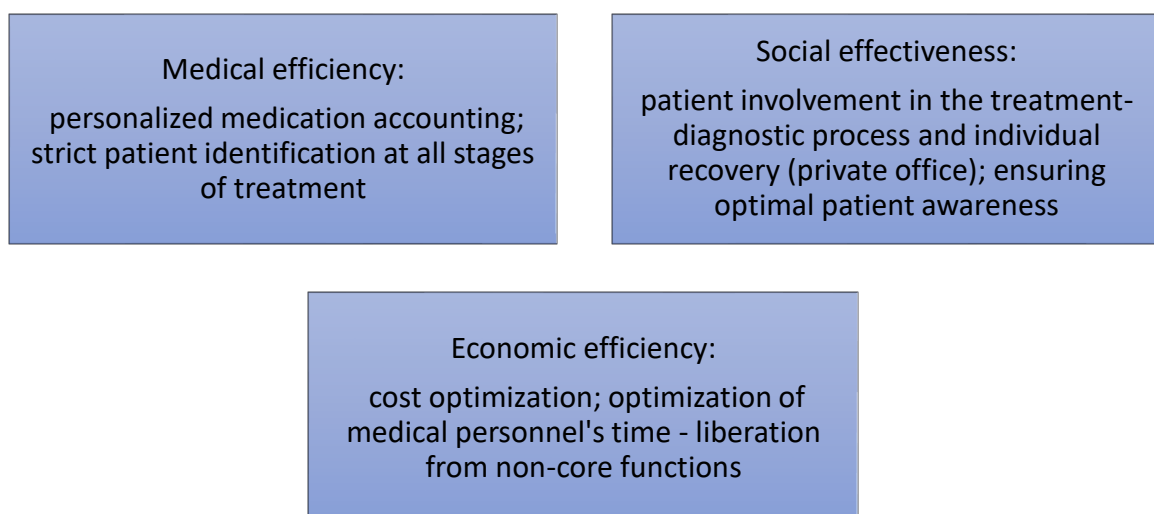 Medical efficiency:
personalized medication accounting;
strict patient identification at all stages
of treatment
Social effectiveness:
patient involvement in the treatment-
diagnostic process and individual
recovery (private office); ensuring
optimal patient awareness
Economic efficiency:
cost optimization; optimization of
medical personnel's time - liberation
from non-core functions